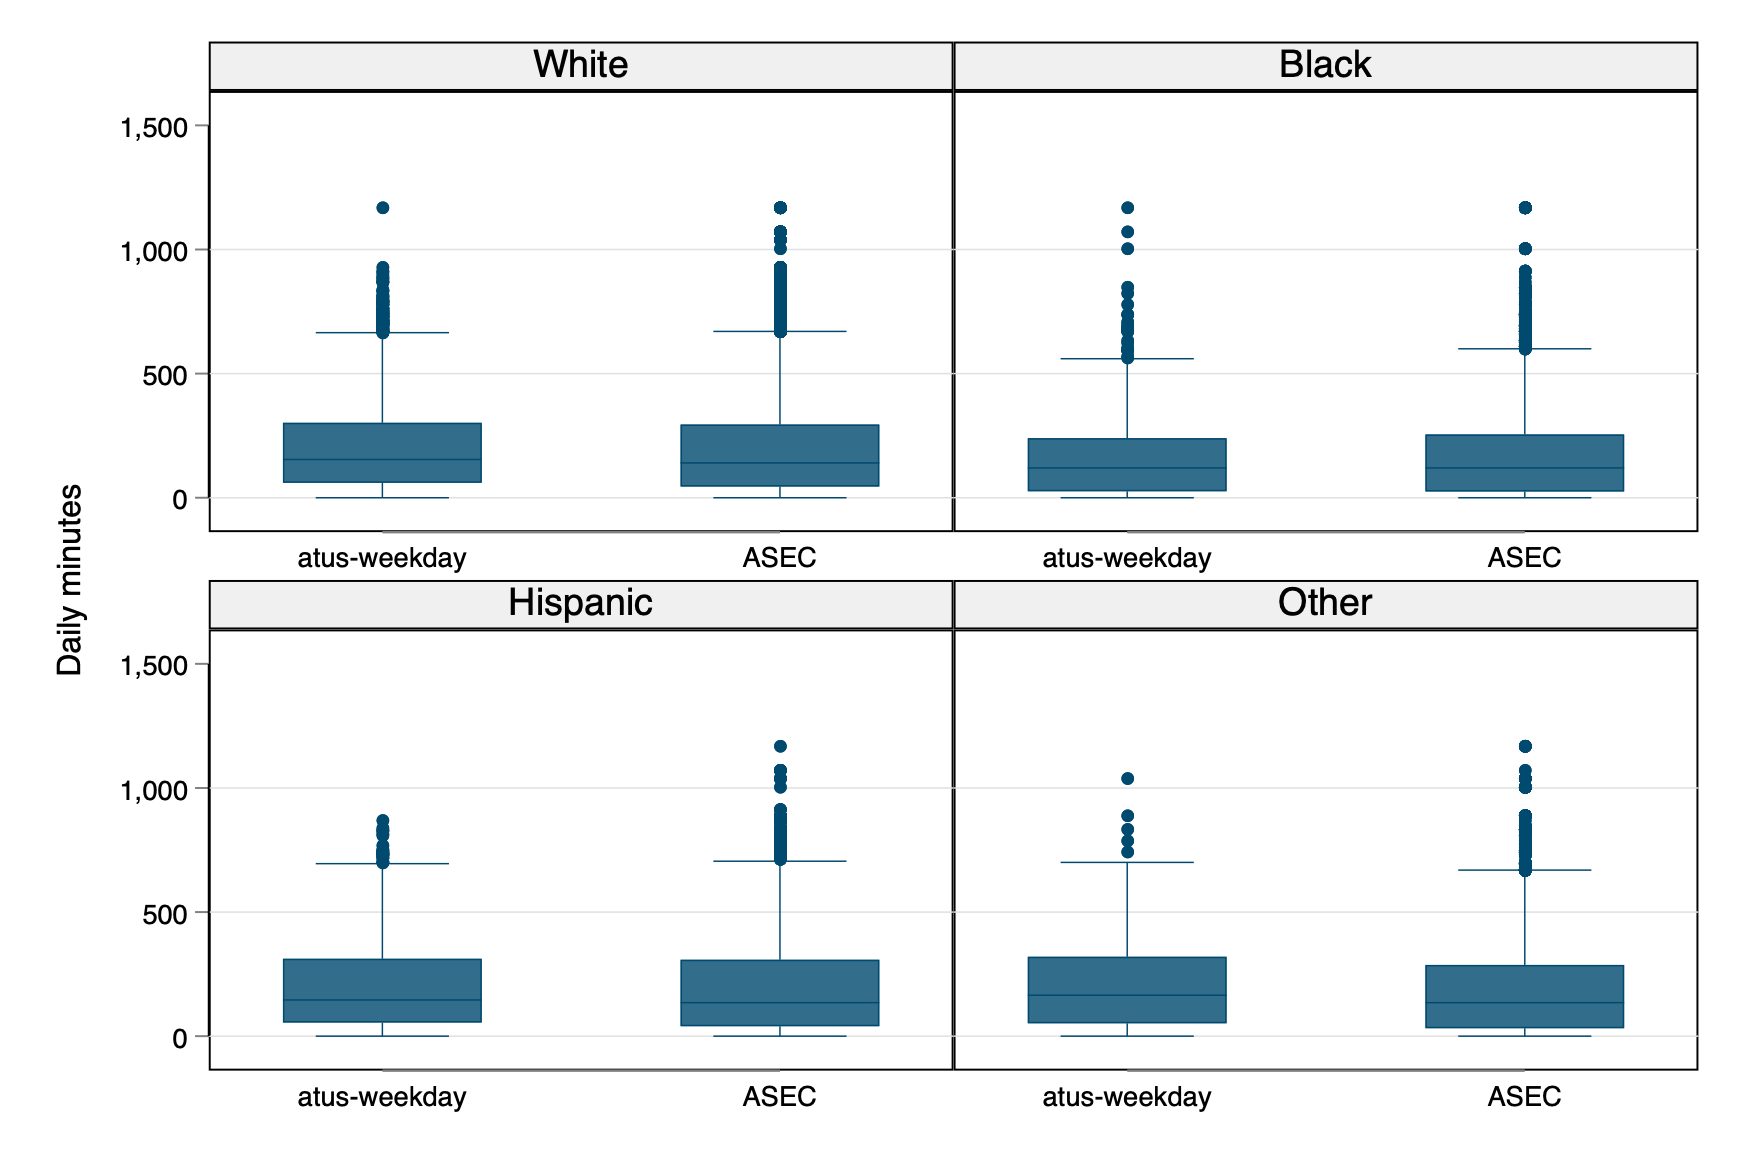 White
Black
1,500
1,000
500
0
atus-weekday
ASEC
atus-weekday
ASEC
Daily minutes
Hispanic
Other
1,500
1,000
500
0
atus-weekday
ASEC
atus-weekday
ASEC